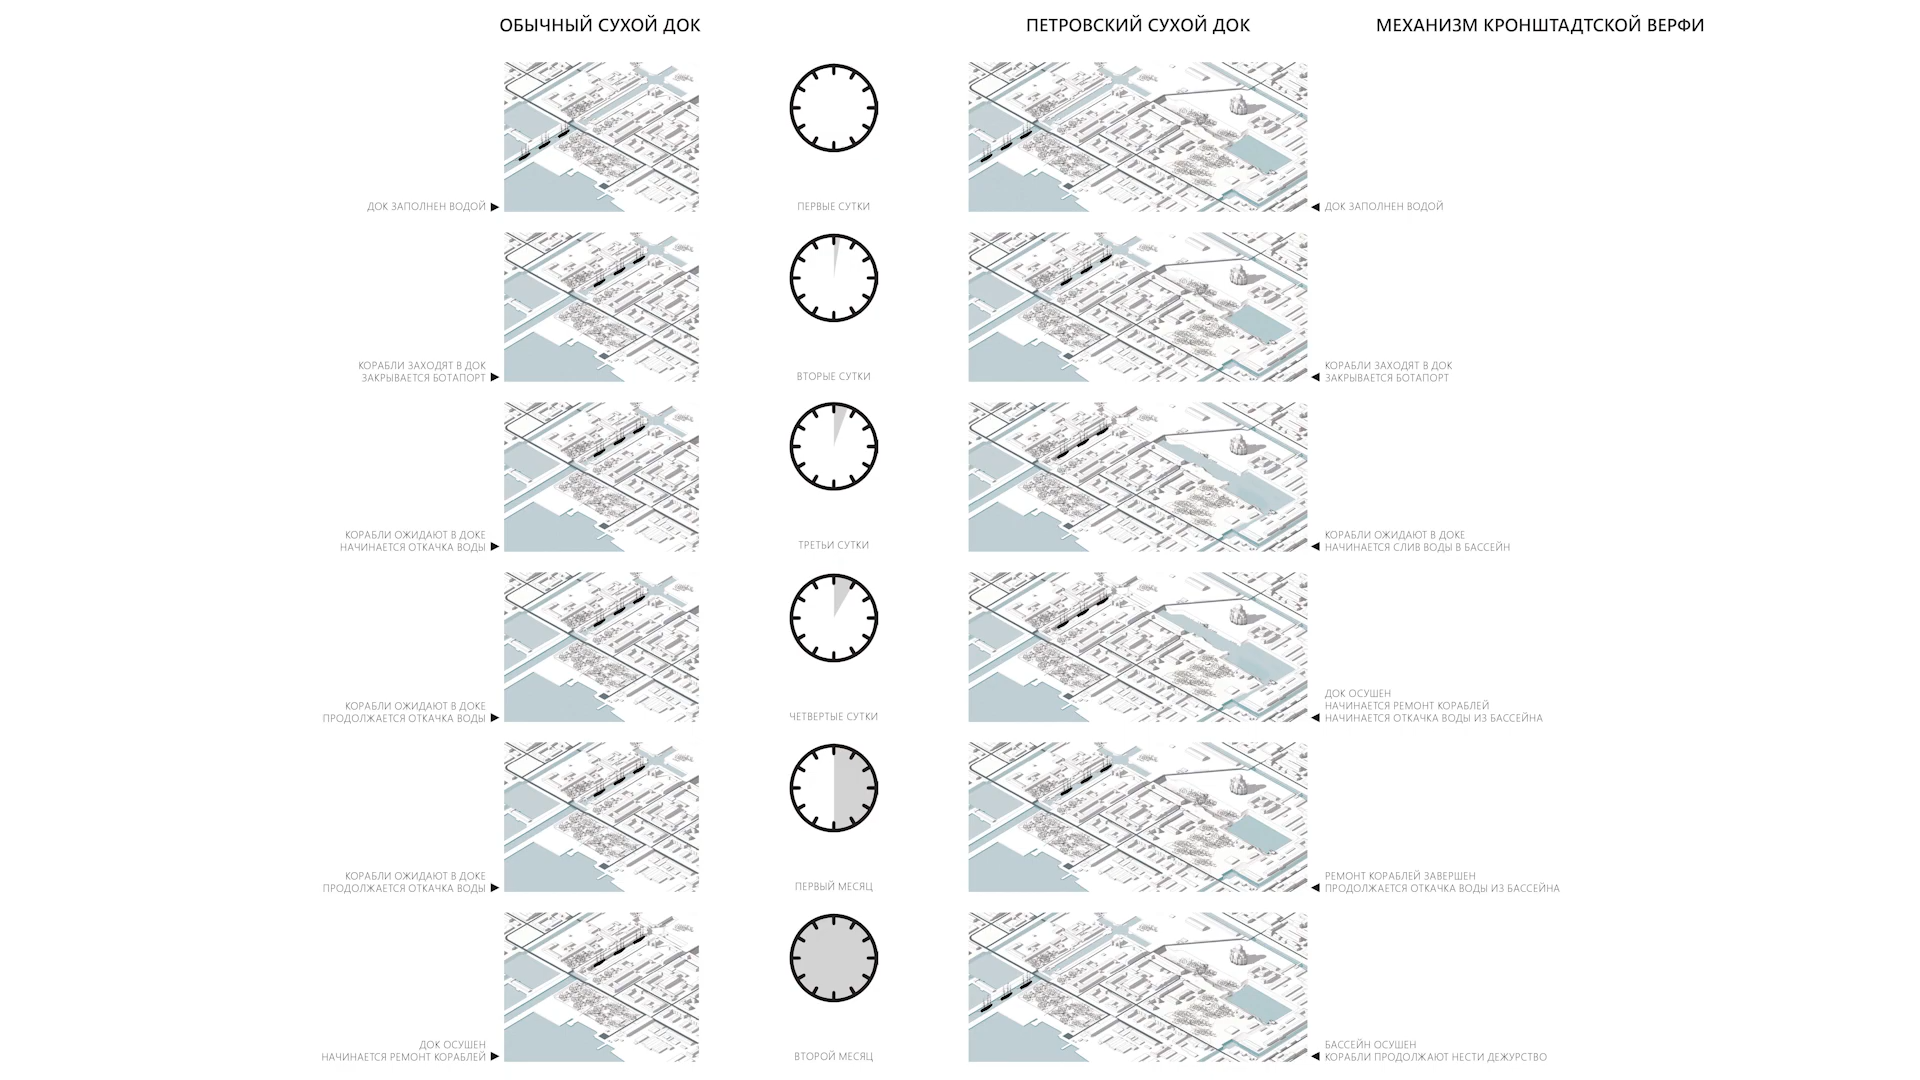 ОБЫЧНЫЙ СУХОЙ ДОК
ПЕТРОВСКИЙ СУХОЙ ДОК
МЕХАНИЗМ КРОНШТАДТСКОЙ ВЕРФИ
ДОК ЗАПОЛНЕН ВОДОЙ
ПЕРВЫЕ СУТКИ
ДОК ЗАПОЛНЕН ВОДОЙ
КОРАБЛИ ЗАХОДЯТ В ДОК
ЗАКРЫВАЕТСЯ БОТАПОРТ
ВТОРЫЕ СУТКИ
КОРАБЛИ ЗАХОДЯТ В ДОК
ЗАКРЫВАЕТСЯ БОТАПОРТ
КОРАБЛИ ОЖИДАЮТ В ДОКЕ
НАЧИНАЕТСЯ ОТКАЧКА ВОДЫ
ТРЕТЬИ СУТКИ
КОРАБЛИ ОЖИДАЮТ В ДОКЕ
НАЧИНАЕТСЯ СЛИВ ВОДЫ В БАССЕЙН
КОРАБЛИ ОЖИДАЮТ В ДОКЕ
ПРОДОЛЖАЕТСЯ ОТКАЧКА ВОДЫ
ЧЕТВЕРТЫЕ СУТКИ
ДОК ОСУШЕН
НАЧИНАЕТСЯ РЕМОНТ КОРАБЛЕЙ
НАЧИНАЕТСЯ ОТКАЧКА ВОДЫ ИЗ БАССЕЙНА
КОРАБЛИ ОЖИДАЮТ В ДОКЕ
ПРОДОЛЖАЕТСЯ ОТКАЧКА ВОДЫ
ПЕРВЫЙ МЕСЯЦ
РЕМОНТ КОРАБЛЕЙ ЗАВЕРШЕН
ПРОДОЛЖАЕТСЯ ОТКАЧКА ВОДЫ ИЗ БАССЕЙНА
ДОК ОСУШЕН
НАЧИНАЕТСЯ РЕМОНТ КОРАБЛЕЙ
ВТОРОЙ МЕСЯЦ
БАССЕЙН ОСУШЕН
КОРАБЛИ ПРОДОЛЖАЮТ НЕСТИ ДЕЖУРСТВО